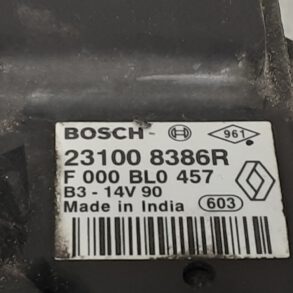 BOSCH 961
23100 8386R
F 000 BL0 457
B3 - 14V 90
Made in India 603